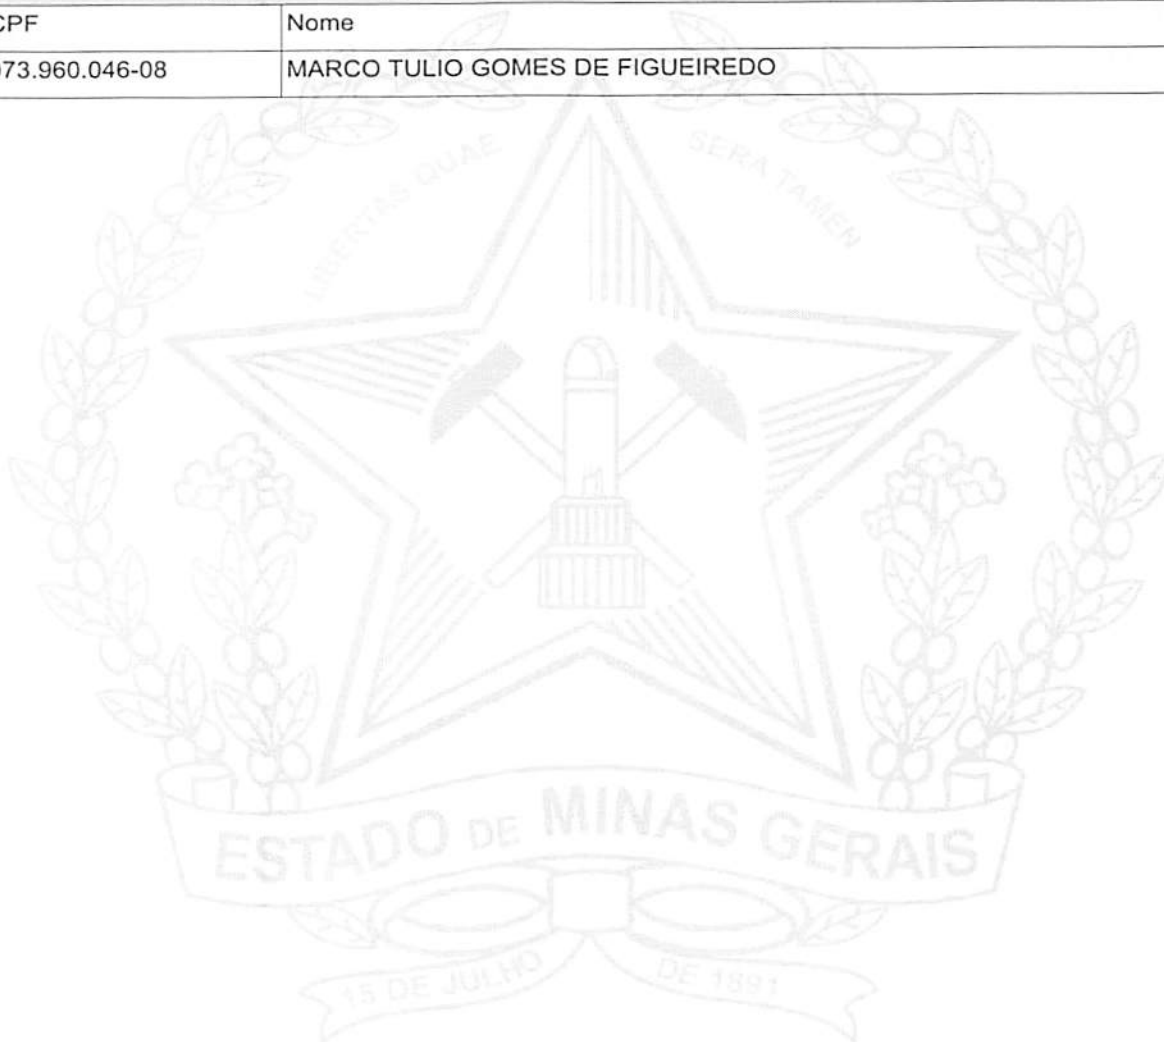 CPF Nome
073.960.046-08 MARCO TULIO GOMES DE FIGUEIREDO
LIBERTAS QUAE SERA TAMEN
ESTADO DE MINAS GERAIS
15 DE JULHO DE 1891